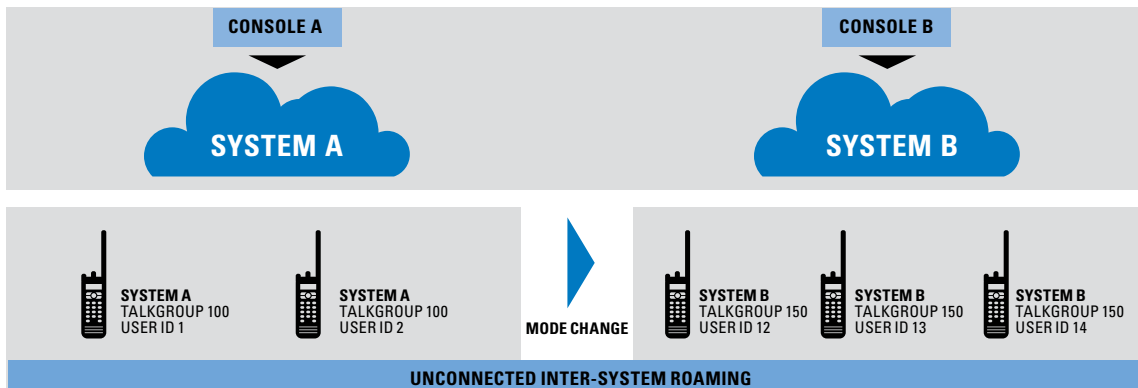 CONSOLE A
CONSOLE B
SYSTEM A
SYSTEM B
SYSTEM A
TALKGROUP 100
USER ID 1
SYSTEM A
TALKGROUP 100
USER ID 2
MODE CHANGE
SYSTEM B
TALKGROUP 150
USER ID 12
SYSTEM B
TALKGROUP 150
USER ID 13
SYSTEM B
TALKGROUP 150
USER ID 14
UNCONNECTED INTER-SYSTEM ROAMING